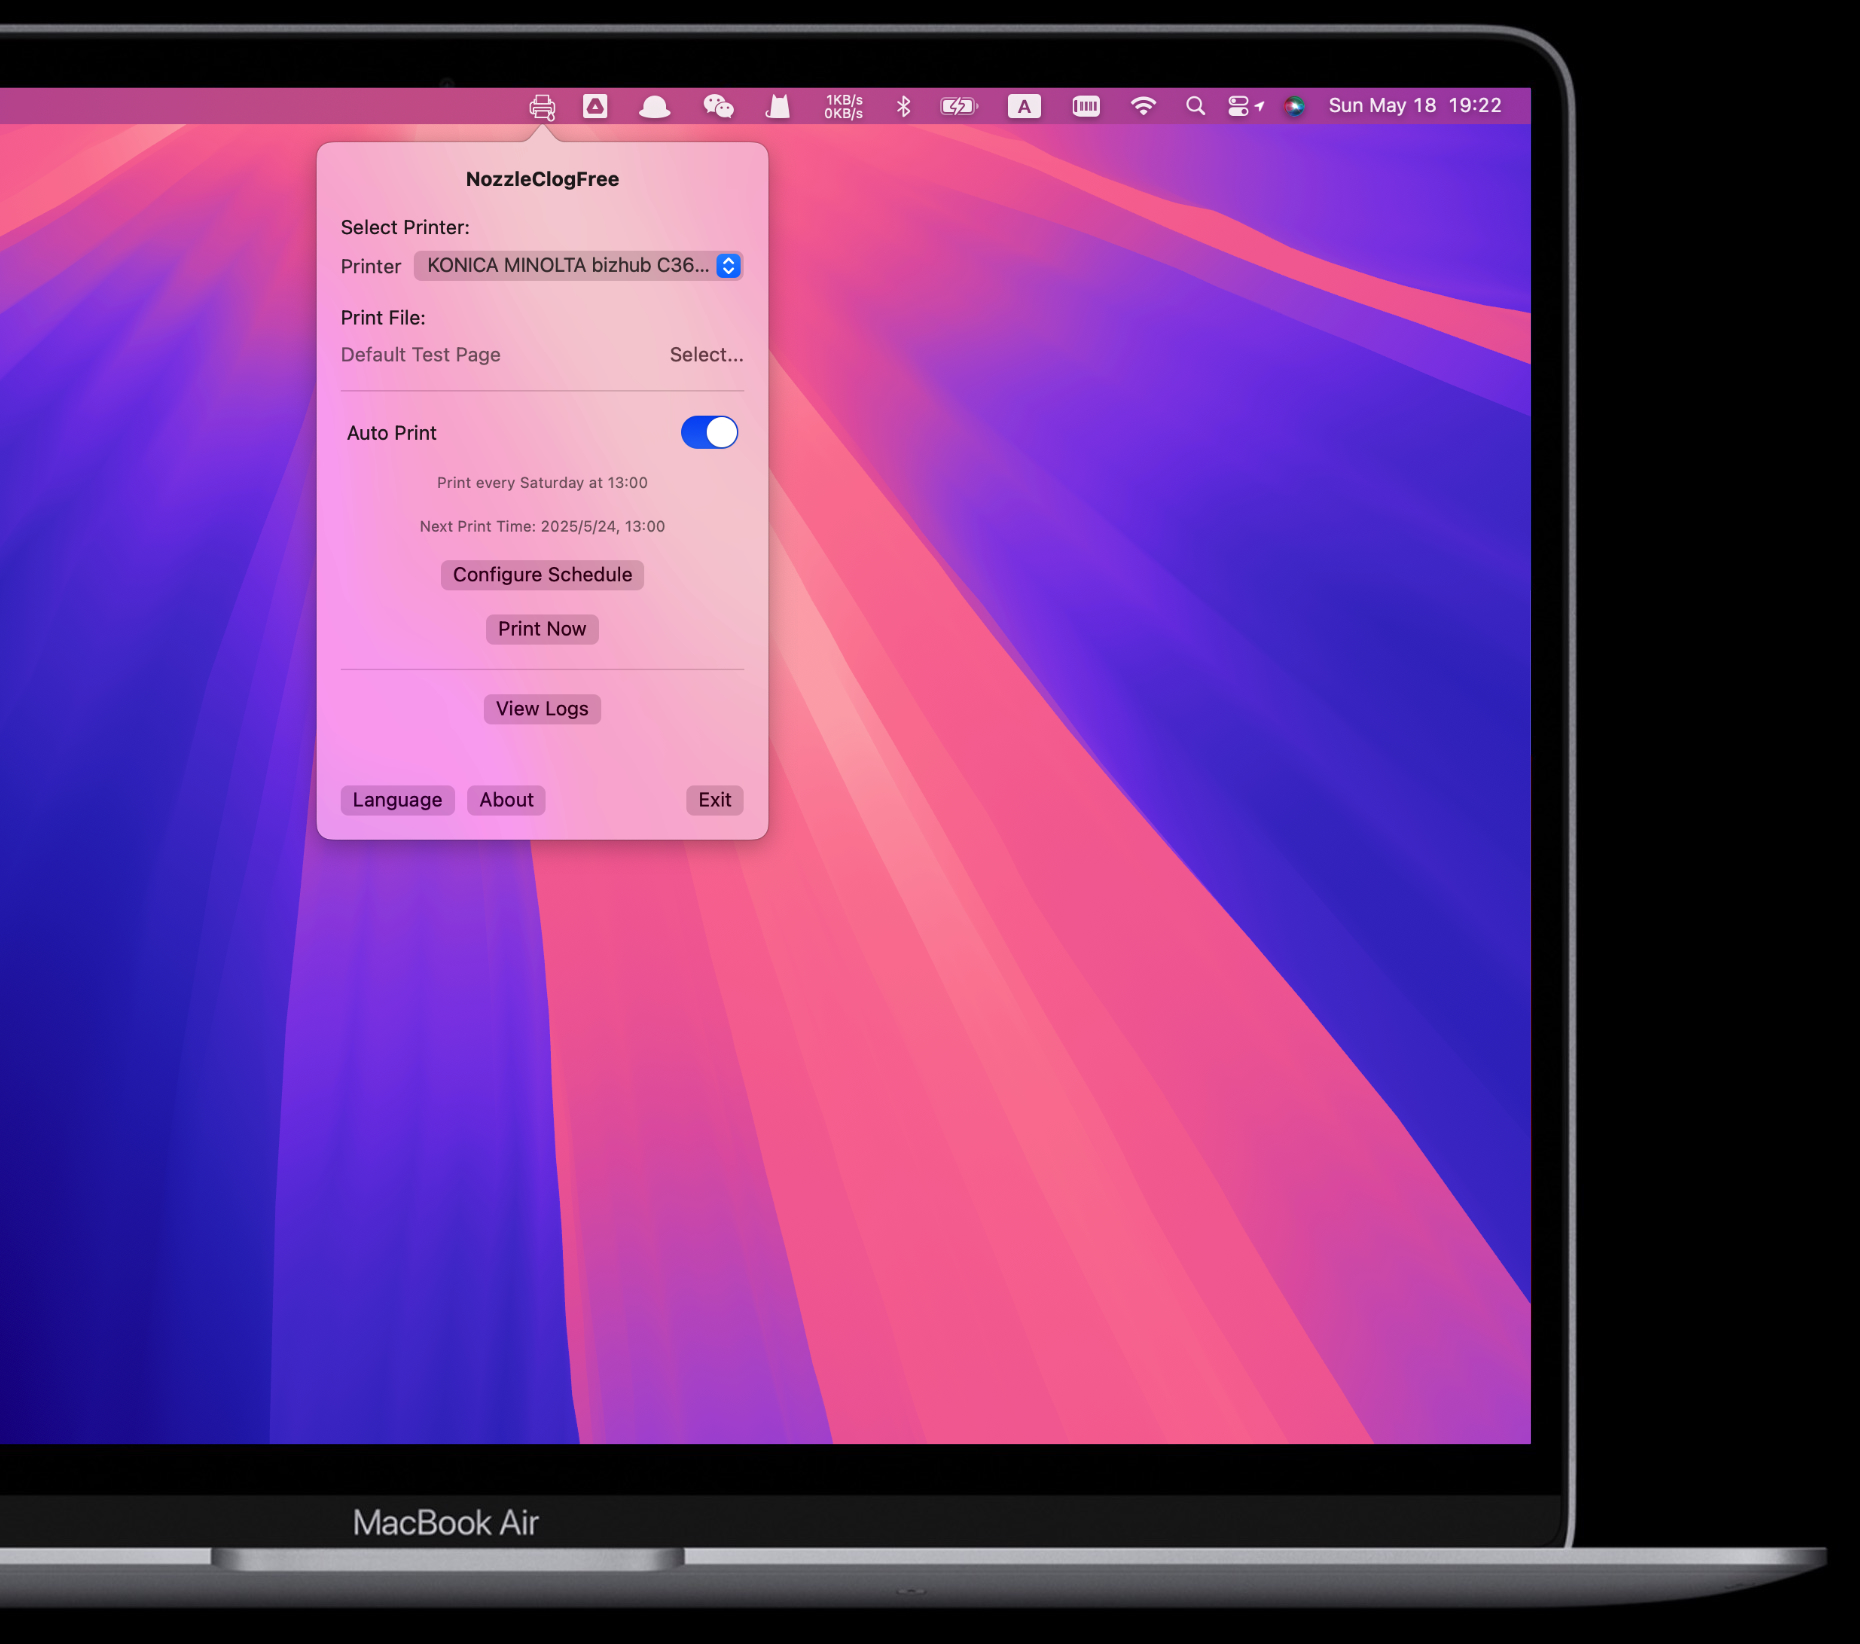 1KB/s
0KB/s
A
Sun May 18 19:22
NozzleClogFree
Select Printer:
Printer KONICA MINOLTA bizhub C36...
Print File:
Default Test Page Select...
Auto Print
Print every Saturday at 13:00
Next Print Time: 2025/5/24, 13:00
Configure Schedule
Print Now
View Logs
Language About Exit
MacBook Air